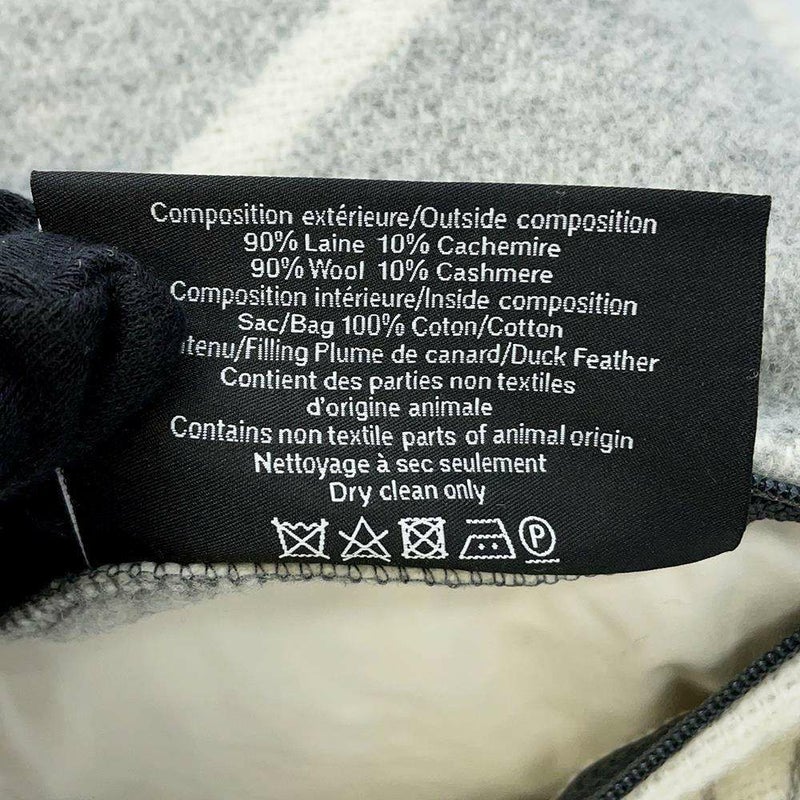 Composition extérieure/Outside composition
90% Laine 10% Cachemire
90% Wool 10% Cashmere
Composition intérieure/Inside composition
Sac/Bag 100% Coton/Cotton
tenu/Filling Plume de canard/Duck Feather
Contient des parties non textiles
d'origine animale
Contains non textile parts of animal origin
Nettoyage à sec seulement
Dry clean only
P